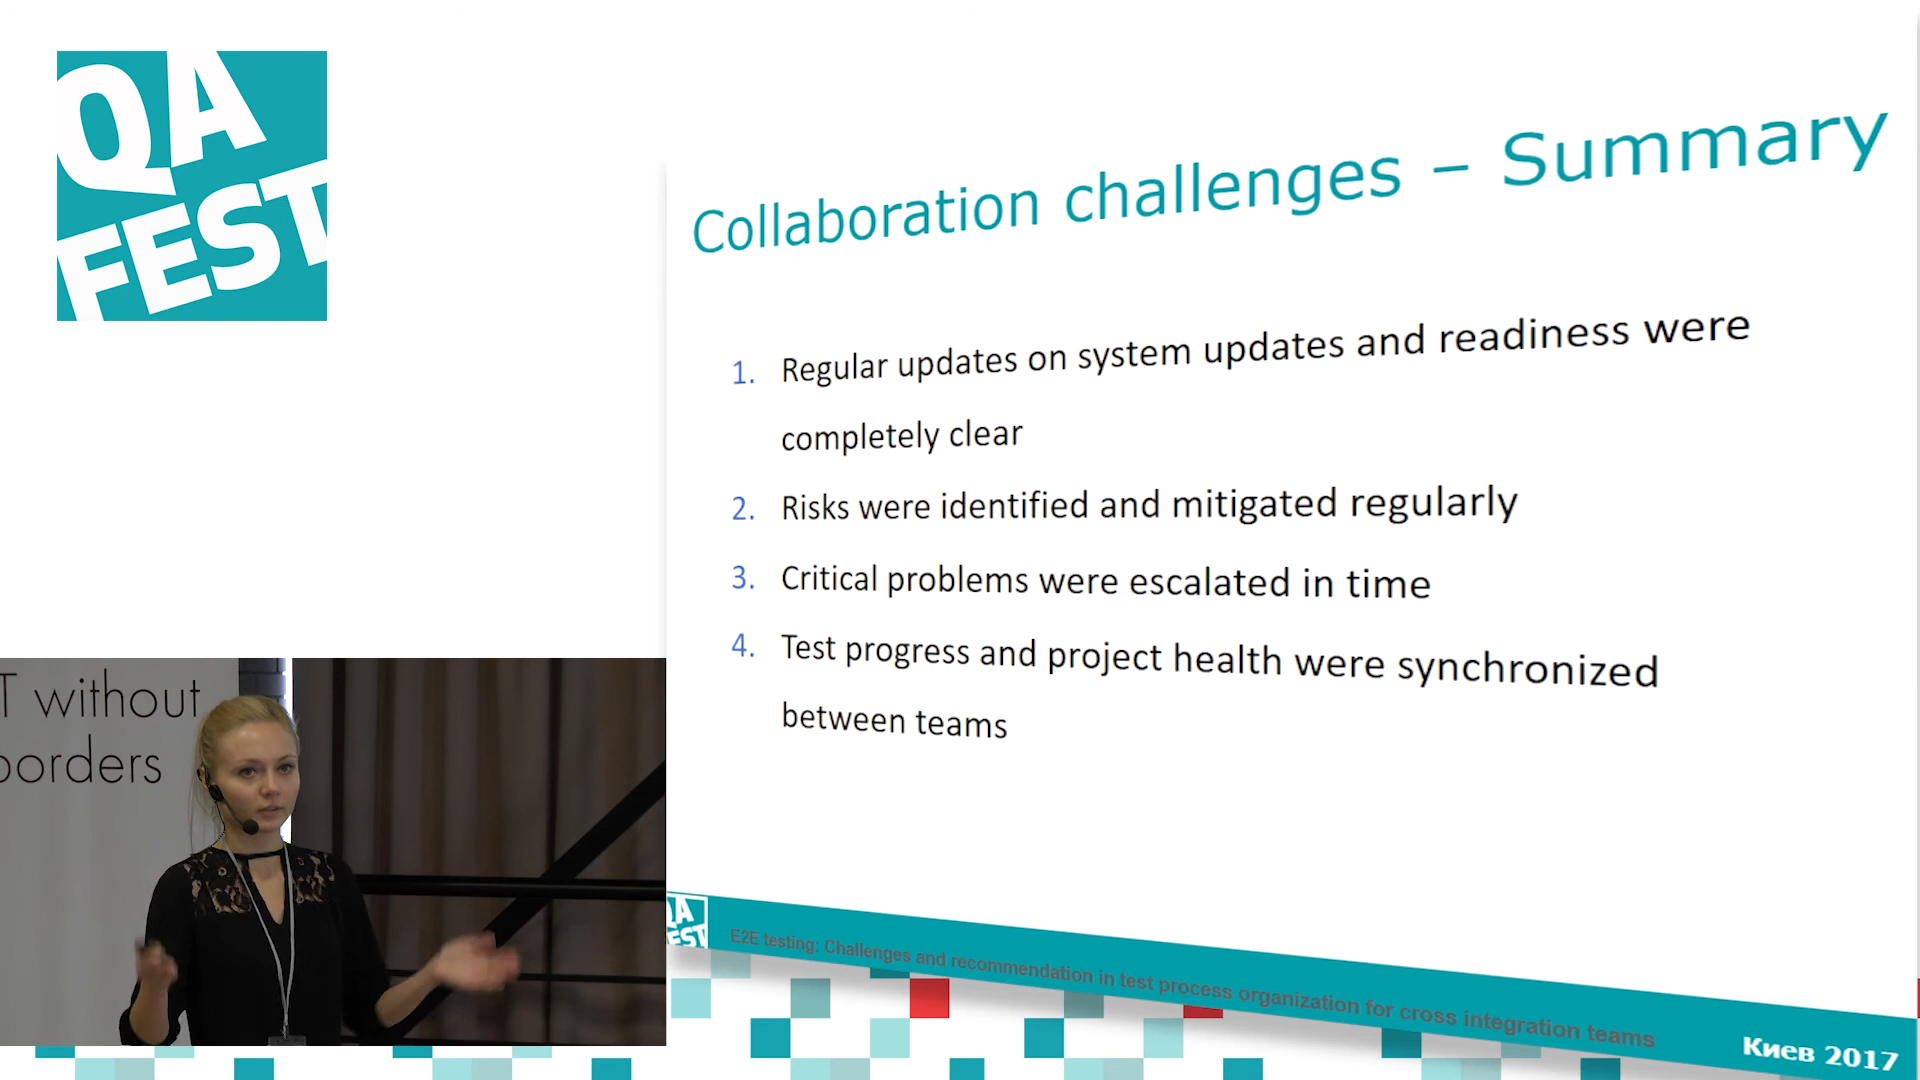 QA
FEST
Collaboration challenges – Summary
1. Regular updates on system updates and readiness were
completely clear
2. Risks were identified and mitigated regularly
3. Critical problems were escalated in time
4. Test progress and project health were synchronized
between teams
T without
borders
QA
FEST
E2E testing: Challenges and recommendation in test process organization for cross integration teams
Киев 2017